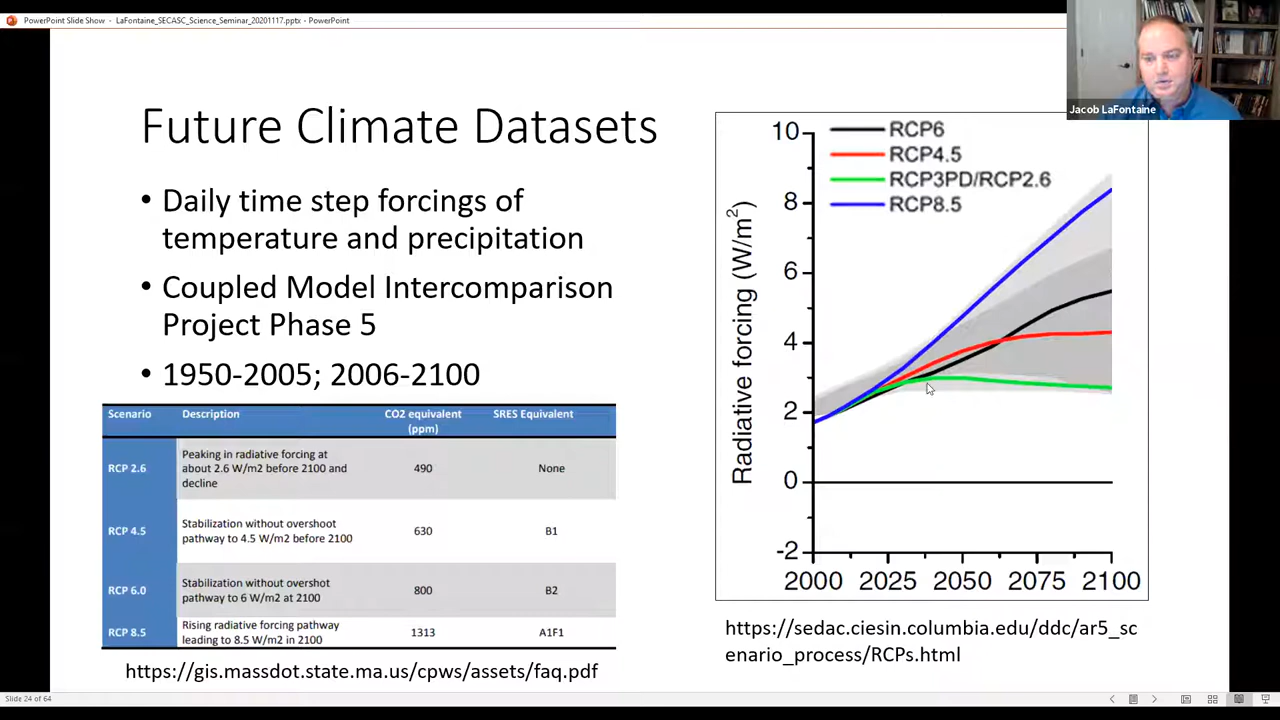 PowerPoint Slide Show - LaFontaine_SECASC_Science_Seminar_20201117.pptx - PowerPoint
Jacob LaFontaine
Future Climate Datasets
• Daily time step forcings of
temperature and precipitation
• Coupled Model Intercomparison
Project Phase 5
• 1950-2005; 2006-2100
Scenario Description CO2 equivalent (ppm) SRES Equivalent
RCP 2.6 Peaking in radiative forcing at about 2.6 W/m2 before 2100 and decline 490 None
RCP 4.5 Stabilization without overshoot pathway to 4.5 W/m2 before 2100 630 B1
RCP 6.0 Stabilization without overshot pathway to 6 W/m2 at 2100 800 B2
RCP 8.5 Rising radiative forcing pathway leading to 8.5 W/m2 in 2100 1313 A1F1
https://gis.massdot.state.ma.us/cpws/assets/faq.pdf
RCP6
RCP4.5
RCP3PD/RCP2.6
RCP8.5
Radiative forcing (W/m²)
10
8
6
4
2
0
-2
2000 2025 2050 2075 2100
https://sedac.ciesin.columbia.edu/ddc/ar5_sc
enario_process/RCPs.html
Slide 24 of 64